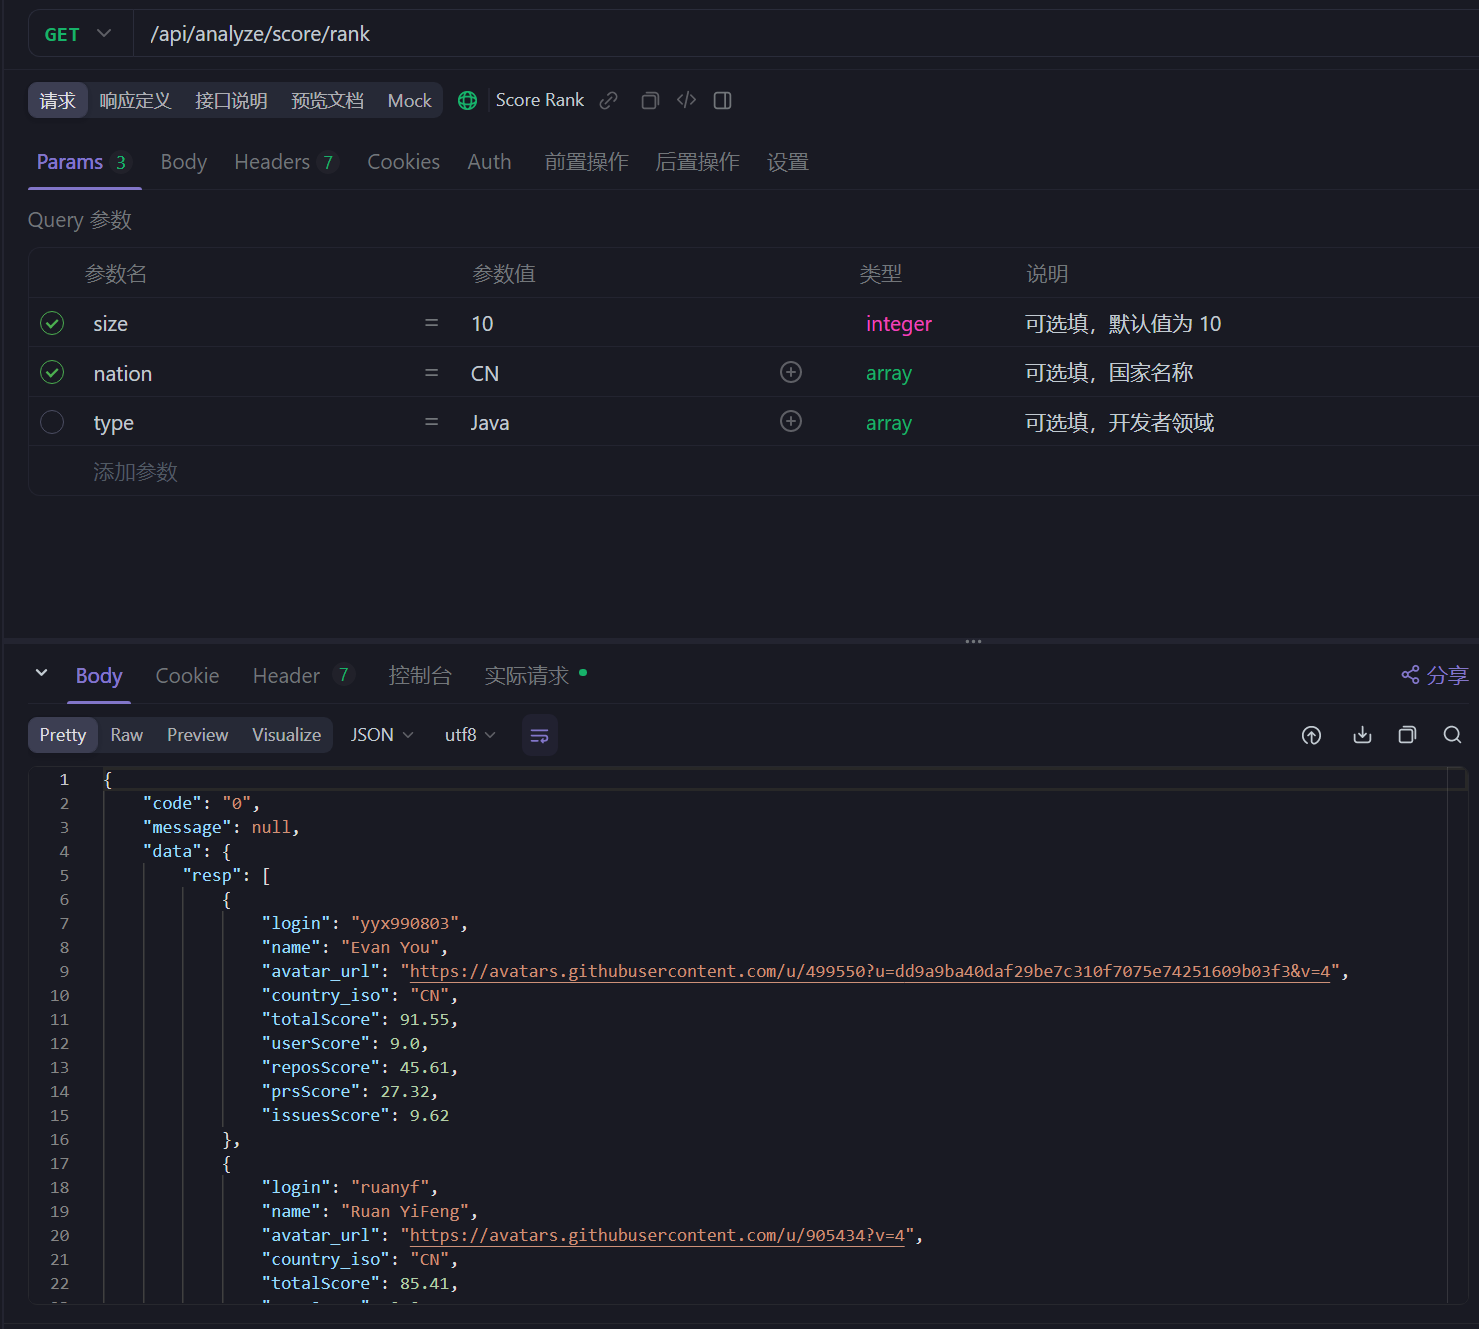 GET /api/analyze/score/rank
请求 响应定义 接口说明 预览文档 Mock Score Rank
Params 3 Body Headers 7 Cookies Auth 前置操作 后置操作 设置
Query 参数
参数名 参数值 类型 说明
size = 10 integer 可选填，默认值为 10
nation = CN array 可选填，国家名称
type = Java array 可选填，开发者领域
添加参数
Body Cookie Header 7 控制台 实际请求 分享
Pretty Raw Preview Visualize JSON utf8
1 {
2 "code": "0",
3 "message": null,
4 "data": {
5 "resp": [
6 {
7 "login": "yyx990803",
8 "name": "Evan You",
9 "avatar_url": "https://avatars.githubusercontent.com/u/499550?u=dd9a9ba40daf29be7c310f7075e74251609b03f3&v=4",
10 "country_iso": "CN",
11 "totalScore": 91.55,
12 "userScore": 9.0,
13 "reposScore": 45.61,
14 "prsScore": 27.32,
15 "issuesScore": 9.62
16 },
17 {
18 "login": "ruanyf",
19 "name": "Ruan YiFeng",
20 "avatar_url": "https://avatars.githubusercontent.com/u/905434?v=4",
21 "country_iso": "CN",
22 "totalScore": 85.41,